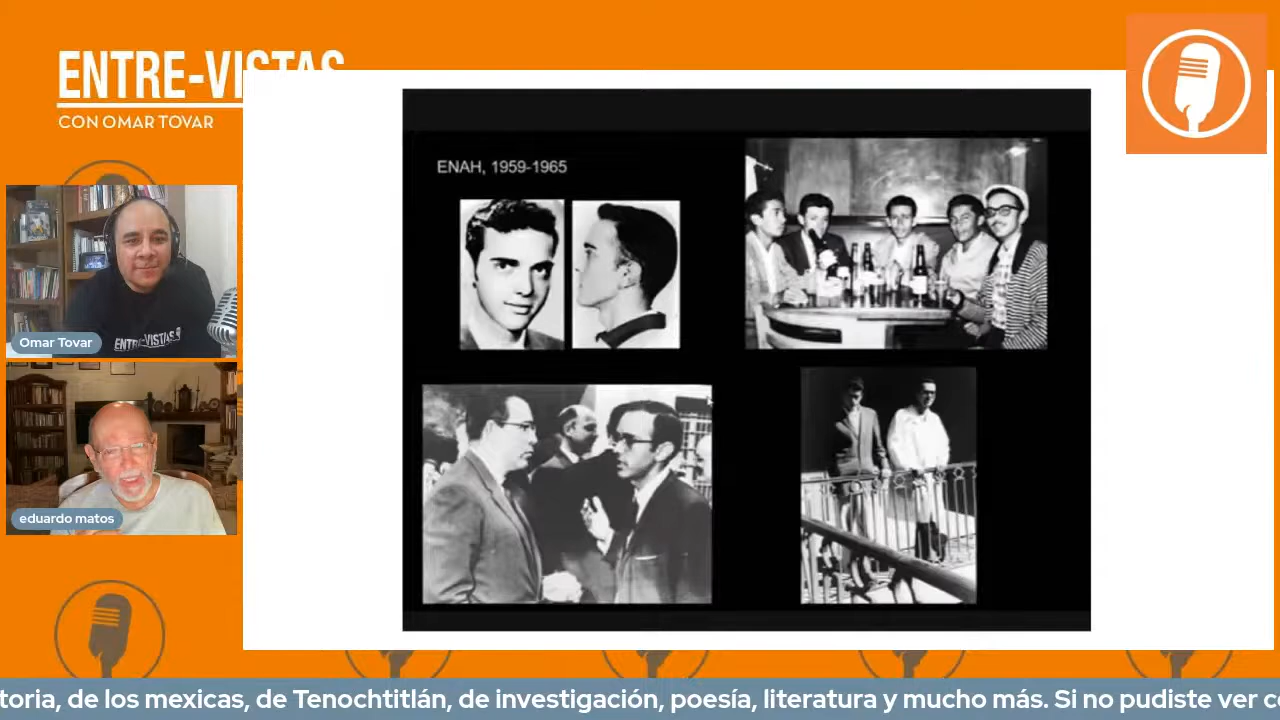 ENTRE-VISTAS
CON OMAR TOVAR
ENAH, 1959-1965
ENTRE-VISTAS
Omar Tovar
eduardo matos
toria, de los mexicas, de Tenochtitlán, de investigación, poesía, literatura y mucho más. Si no pudiste ver c